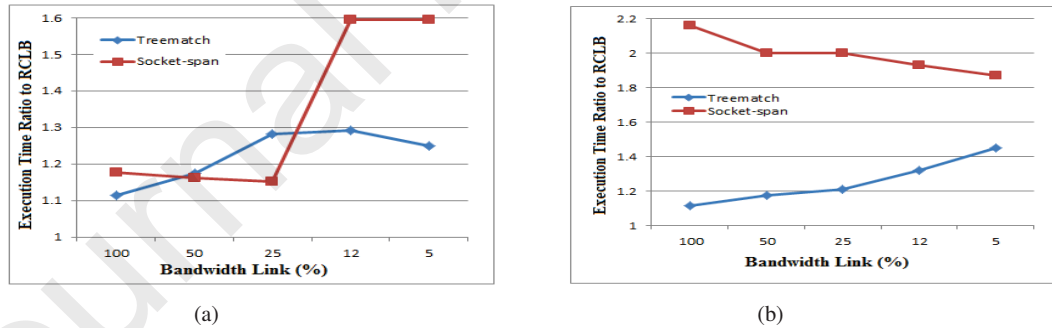 Execution Time Ratio to RCLB
1.6
1.5
1.4
1.3
1.2
1.1
1
Treematch
Socket-span
100 50 25 12 5
Bandwidth Link (%)
(a)
Execution Time Ratio to RCLB
2.2
2
1.8
1.6
1.4
1.2
1
Treematch
Socket-span
100 50 25 12 5
Bandwidth Link (%)
(b)
urnal